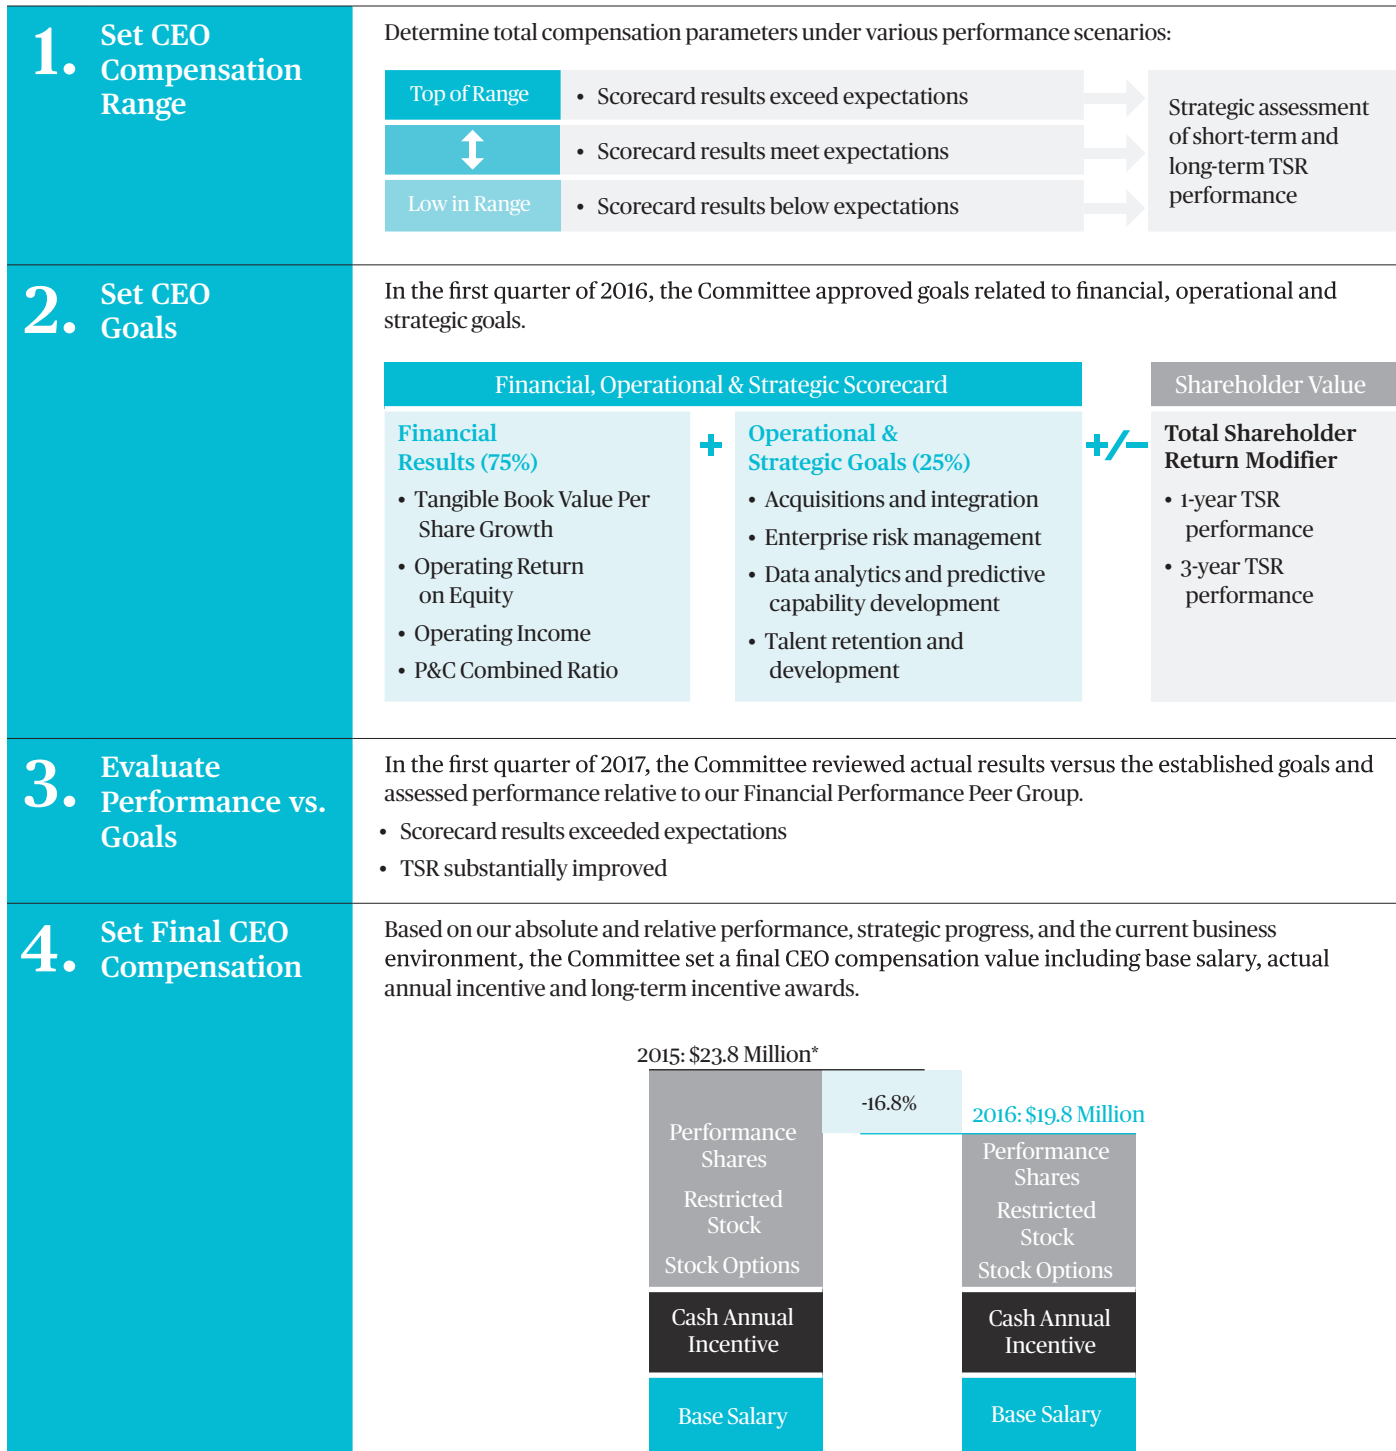 1. Set CEO
Compensation
Range
Determine total compensation parameters under various performance scenarios:
Top of Range
• Scorecard results exceed expectations
• Scorecard results meet expectations
Low in Range
• Scorecard results below expectations
Strategic assessment
of short-term and
long-term TSR
performance
2. Set CEO
Goals
In the first quarter of 2016, the Committee approved goals related to financial, operational and
strategic goals.
Financial, Operational & Strategic Scorecard
Financial
Results (75%)
• Tangible Book Value Per
Share Growth
• Operating Return
on Equity
• Operating Income
• P&C Combined Ratio
+
Operational &
Strategic Goals (25%)
• Acquisitions and integration
• Enterprise risk management
• Data analytics and predictive
capability development
• Talent retention and
development
+/−
Shareholder Value
Total Shareholder
Return Modifier
• 1-year TSR
performance
• 3-year TSR
performance
3. Evaluate
Performance vs.
Goals
In the first quarter of 2017, the Committee reviewed actual results versus the established goals and
assessed performance relative to our Financial Performance Peer Group.
• Scorecard results exceeded expectations
• TSR substantially improved
4. Set Final CEO
Compensation
Based on our absolute and relative performance, strategic progress, and the current business
environment, the Committee set a final CEO compensation value including base salary, actual
annual incentive and long-term incentive awards.
2015: $23.8 Million*
Performance
Shares
Restricted
Stock
Stock Options
Cash Annual
Incentive
Base Salary
-16.8%
2016: $19.8 Million
Performance
Shares
Restricted
Stock
Stock Options
Cash Annual
Incentive
Base Salary